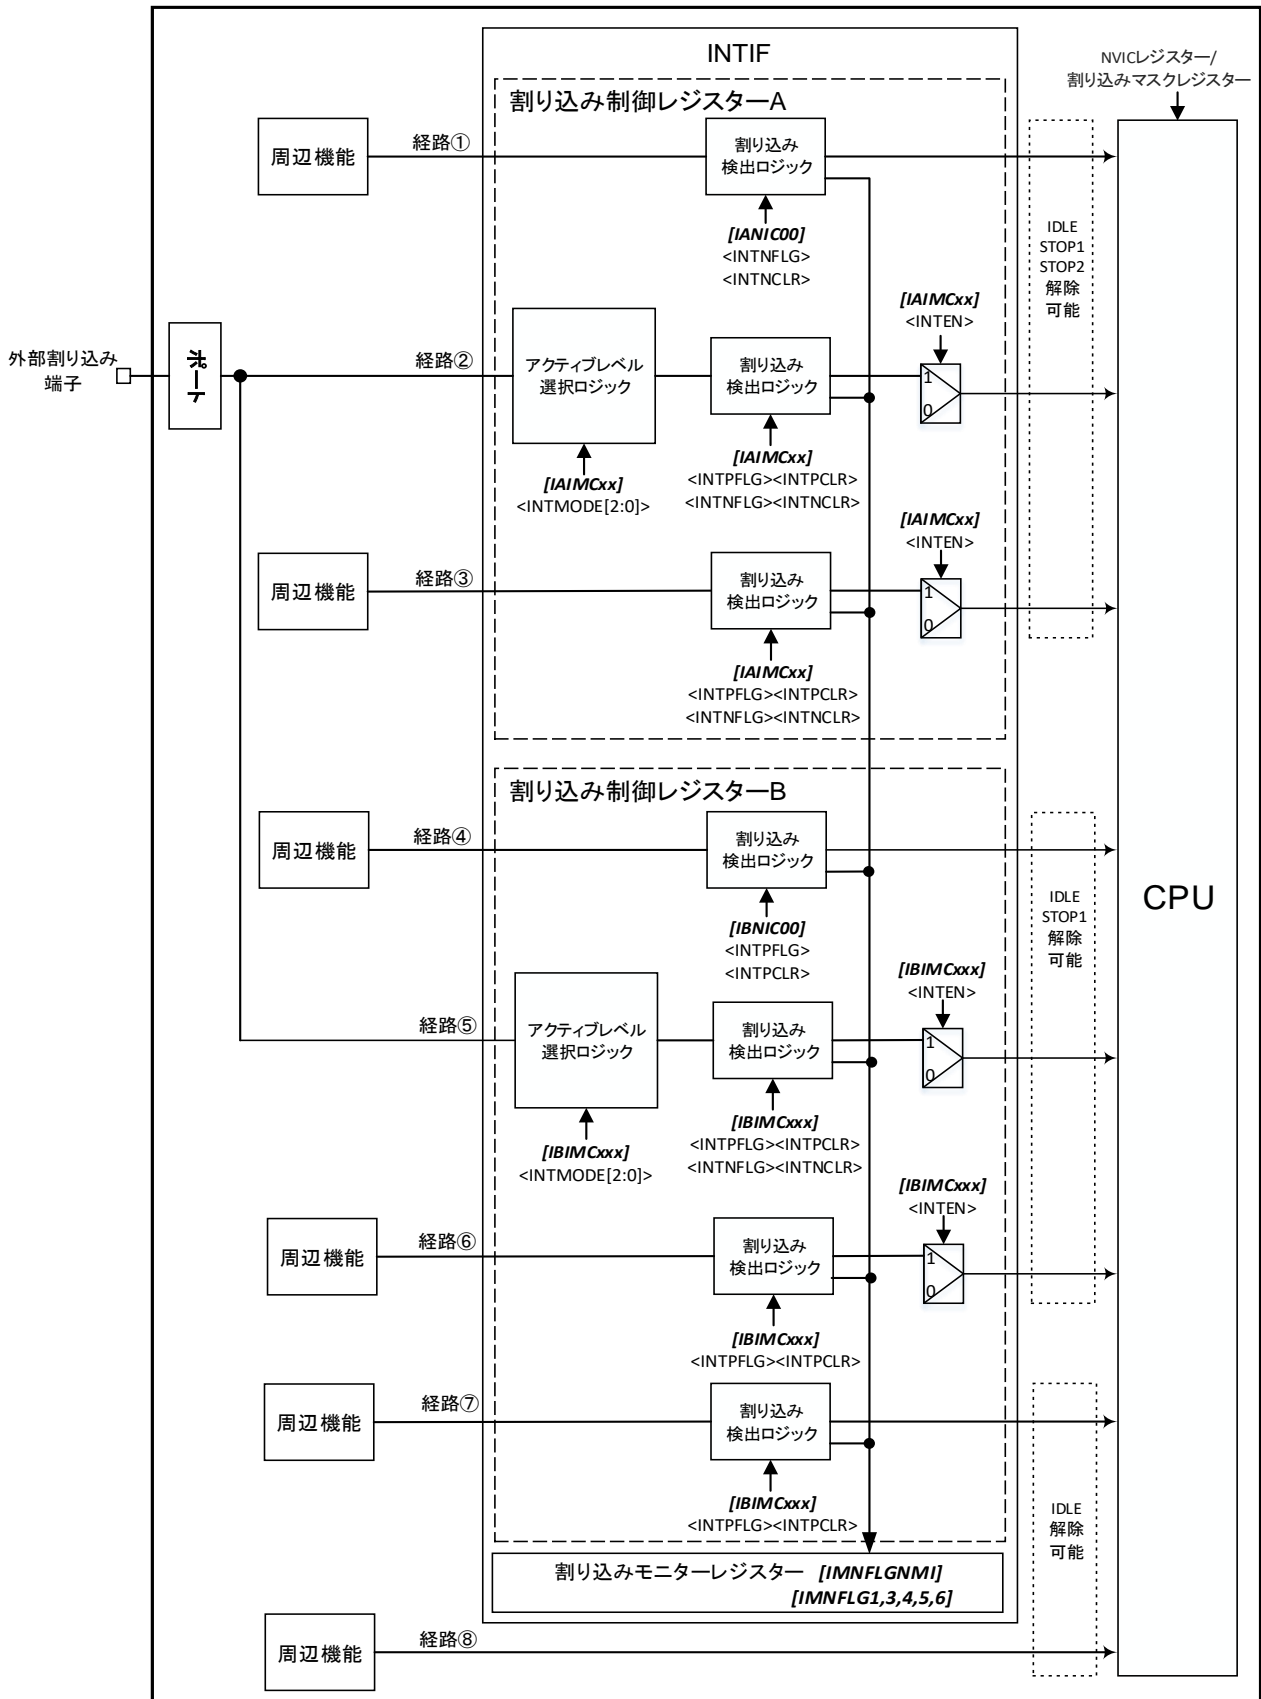 INTIF
NVICレジスター/
割り込みマスクレジスター
割り込み制御レジスターA
周辺機能
経路①
割り込み
検出ロジック
[IANIC00]
<INTNFLG>
<INTNCLR>
IDLE
STOP1
STOP2
解除
可能
外部割り込み
端子
ポート
経路②
アクティブレベル
選択ロジック
[IAIMCxx]
<INTMODE[2:0]>
割り込み
検出ロジック
[IAIMCxx]
<INTPFLG><INTPCLR>
<INTNFLG><INTNCLR>
[IAIMCxx]
<INTEN>
1
0
周辺機能
経路③
割り込み
検出ロジック
[IAIMCxx]
<INTPFLG><INTPCLR>
<INTNFLG><INTNCLR>
[IAIMCxx]
<INTEN>
1
0
割り込み制御レジスターB
周辺機能
経路④
割り込み
検出ロジック
[IBNIC00]
<INTPFLG>
<INTPCLR>
IDLE
STOP1
解除
可能
CPU
経路⑤
アクティブレベル
選択ロジック
[IBIMCxxx]
<INTMODE[2:0]>
割り込み
検出ロジック
[IBIMCxxx]
<INTPFLG><INTPCLR>
<INTNFLG><INTNCLR>
[IBIMCxxx]
<INTEN>
1
0
周辺機能
経路⑥
割り込み
検出ロジック
[IBIMCxxx]
<INTPFLG><INTPCLR>
[IBIMCxxx]
<INTEN>
1
0
周辺機能
経路⑦
割り込み
検出ロジック
[IBIMCxxx]
<INTPFLG><INTPCLR>
IDLE
解除
可能
割り込みモニターレジスター [IMNFLGNMI]
[IMNFLG1,3,4,5,6]
周辺機能
経路⑧